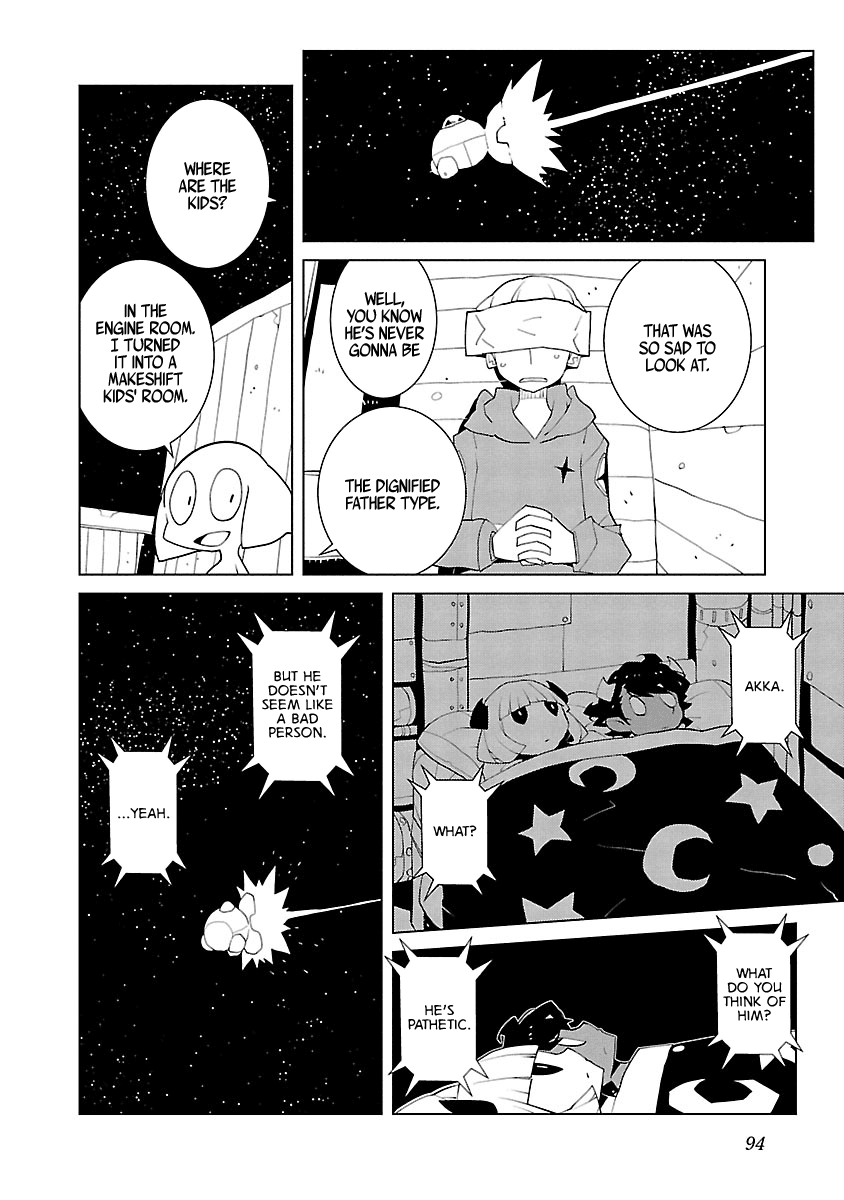 THAT WAS
SO SAD TO
LOOK AT.
WELL,
YOU KNOW
HE'S NEVER
GONNA BE
THE DIGNIFIED
FATHER TYPE.
WHERE
ARE THE
KIDS?
IN THE
ENGINE ROOM.
I TURNED
IT INTO A
MAKESHIFT
KIDS' ROOM.
AKKA.
WHAT?
WHAT
DO YOU
THINK OF
HIM?
HE'S
PATHETIC.
BUT HE
DOESN'T
SEEM LIKE
A BAD
PERSON.
...YEAH.
94